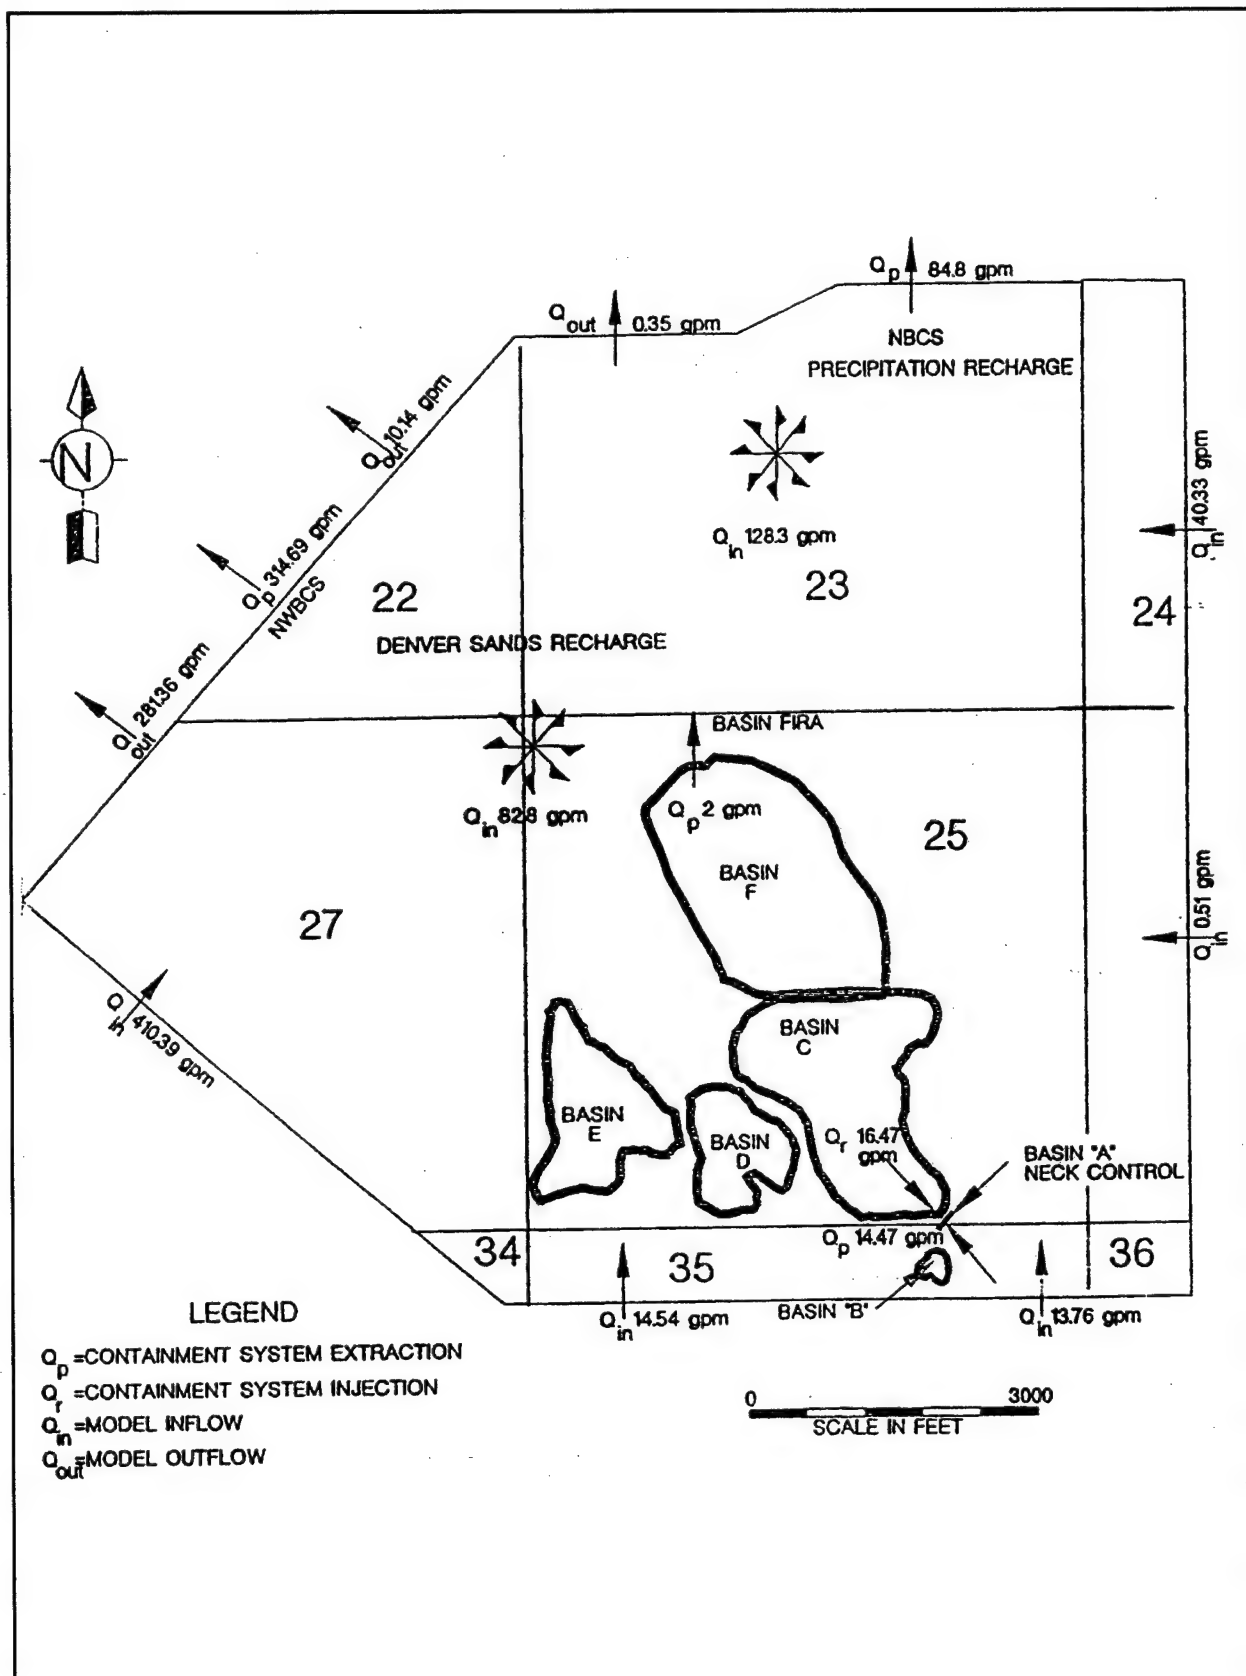 Qp 84.8 gpm
Qout 0.35 gpm
NBCS
PRECIPITATION RECHARGE
Qout 10.14 gpm
Qin 40.33 gpm
N
Qp 314.69 gpm
NWBCS
Qin 128.3 gpm
22
23
24
DENVER SANDS RECHARGE
Qout 281.36 gpm
BASIN FIRA
Qin 82.8 gpm
Qp 2 gpm
25
BASIN
F
27
Qin 0.51 gpm
Qin 410.39 gpm
BASIN
C
BASIN
E
BASIN
D
Qr 16.47
gpm
BASIN "A"
NECK CONTROL
Qp 14.47 gpm
34
35
36
BASIN "B"
Qin 14.54 gpm
Qin 13.76 gpm
LEGEND
Qp =CONTAINMENT SYSTEM EXTRACTION
Qr =CONTAINMENT SYSTEM INJECTION
Qin =MODEL INFLOW
Qout =MODEL OUTFLOW
0 3000
SCALE IN FEET